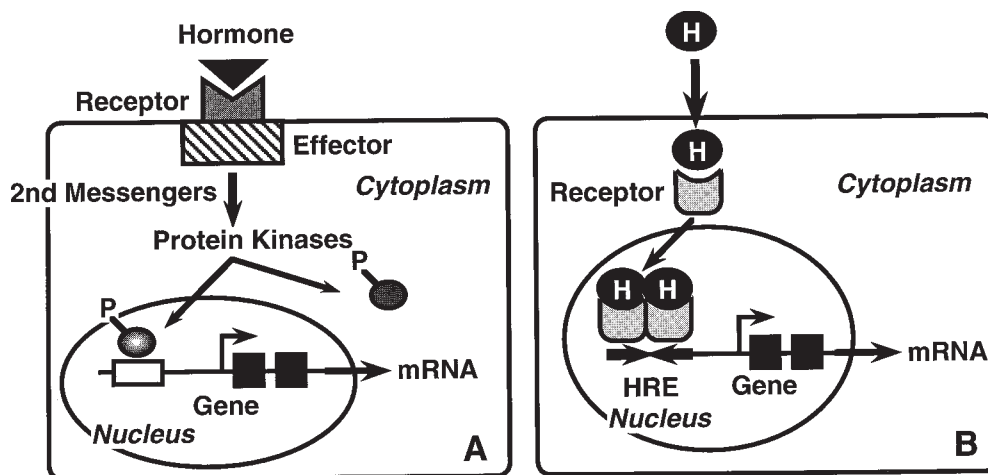 Hormone
Receptor
Effector
2nd Messengers
Cytoplasm
Protein Kinases
P
P
mRNA
Gene
Nucleus
A
H
H
Receptor
Cytoplasm
H H
mRNA
HRE Gene
Nucleus
B